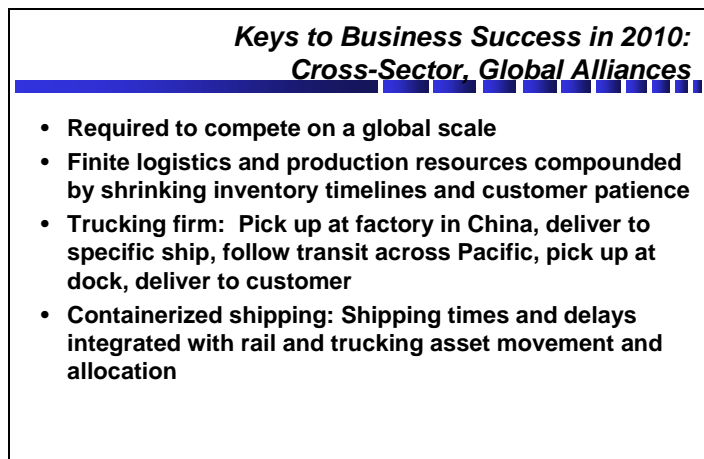 Keys to Business Success in 2010:
Cross-Sector, Global Alliances
• Required to compete on a global scale
• Finite logistics and production resources compounded
by shrinking inventory timelines and customer patience
• Trucking firm:  Pick up at factory in China, deliver to
specific ship, follow transit across Pacific, pick up at
dock, deliver to customer
• Containerized shipping: Shipping times and delays
integrated with rail and trucking asset movement and
allocation